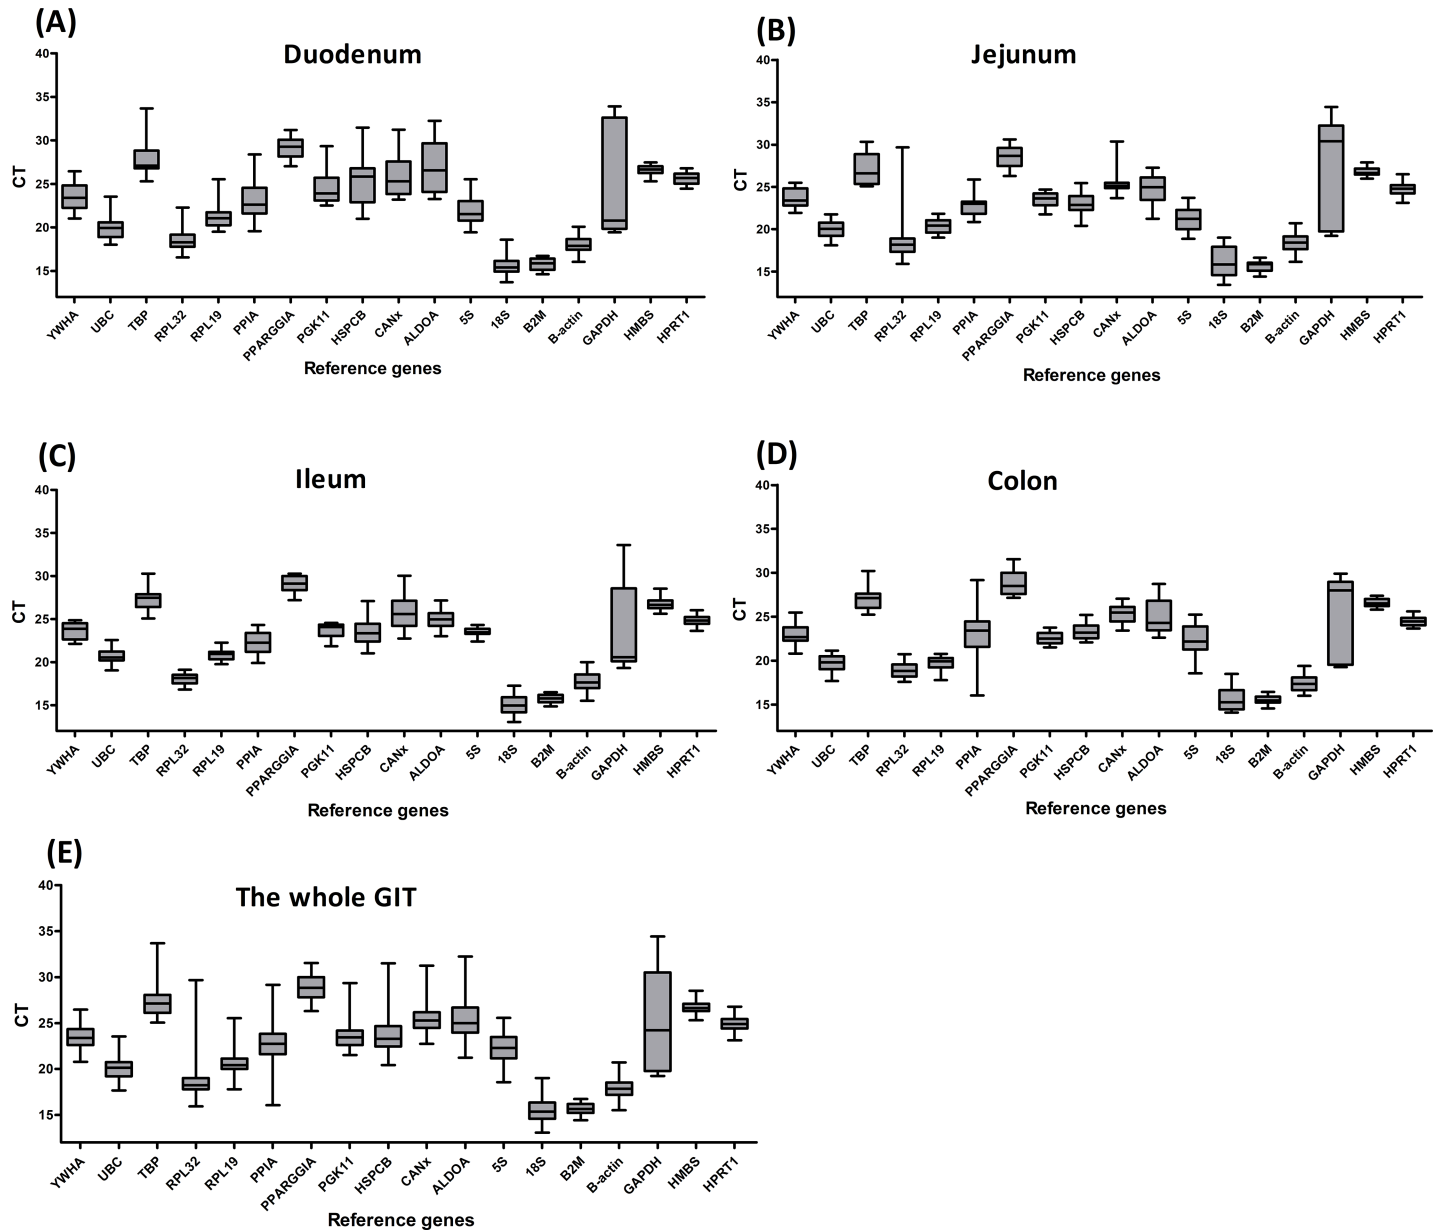 (A)
Duodenum
CT
40
35
30
25
20
15
YWHA UBC TBP RPL32 RPL19 PPIA PPARGGIA PGK11 HSPCB CANx ALDOA 5S 18S B2M B-actin GAPDH HMBS HPRT1
Reference genes
(B)
Jejunum
CT
40
35
30
25
20
15
YWHA UBC TBP RPL32 RPL19 PPIA PPARGGIA PGK11 HSPCB CANx ALDOA 5S 18S B2M B-actin GAPDH HMBS HPRT1
Reference genes
(C)
Ileum
CT
40
35
30
25
20
15
YWHA UBC TBP RPL32 RPL19 PPIA PPARGGIA PGK11 HSPCB CANx ALDOA 5S 18S B2M B-actin GAPDH HMBS HPRT1
Reference genes
(D)
Colon
CT
40
35
30
25
20
15
YWHA UBC TBP RPL32 RPL19 PPIA PPARGGIA PGK11 HSPCB CANx ALDOA 5S 18S B2M B-actin GAPDH HMBS HPRT1
Reference genes
(E)
The whole GIT
CT
40
35
30
25
20
15
YWHA UBC TBP RPL32 RPL19 PPIA PPARGGIA PGK11 HSPCB CANx ALDOA 5S 18S B2M B-actin GAPDH HMBS HPRT1
Reference genes